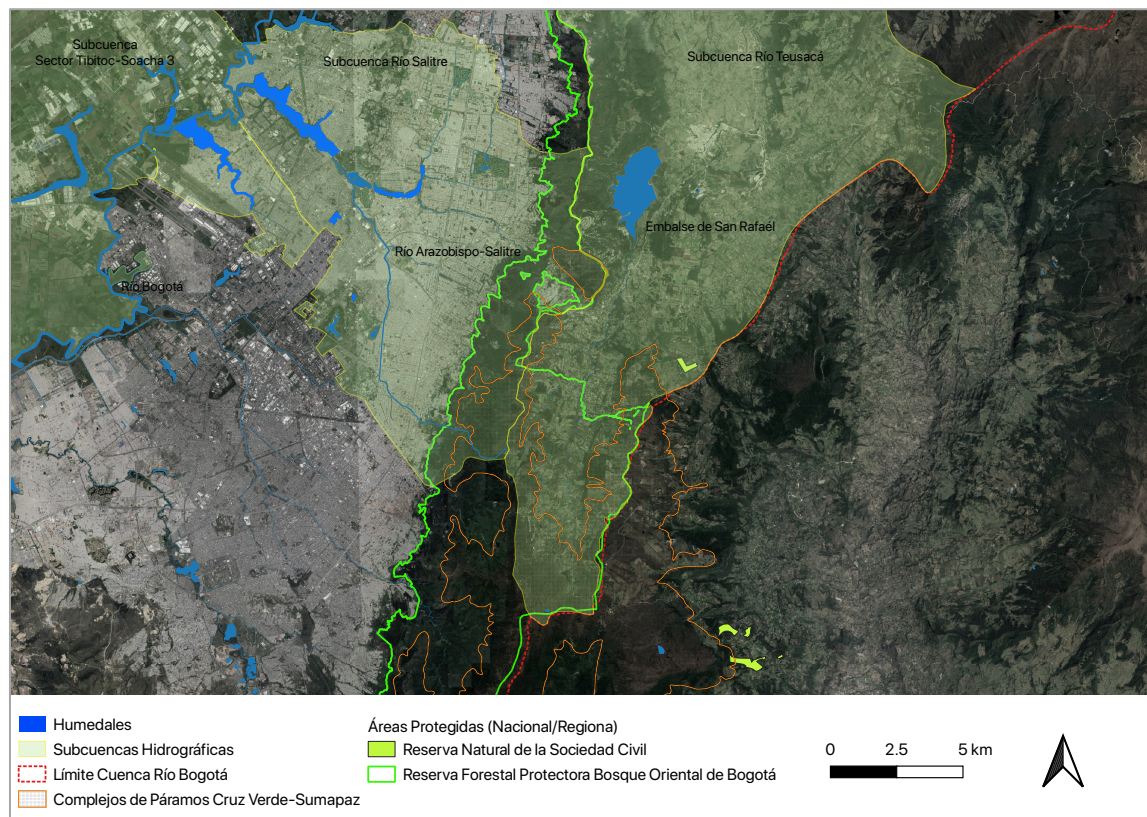 Subcuenca
Sector Tibitoc-Soacha 3
Subcuenca Río Salitre
Subcuenca Río Teusacá
Embalse de San Rafael
Río Arazobispo-Salitre
Río Bogotá
Humedales
Subcuencas Hidrográficas
Límite Cuenca Río Bogotá
Complejos de Páramos Cruz Verde-Sumapaz
Áreas Protegidas (Nacional/Regiona)
Reserva Natural de la Sociedad Civil
Reserva Forestal Protectora Bosque Oriental de Bogotá
0 2.5 5 km